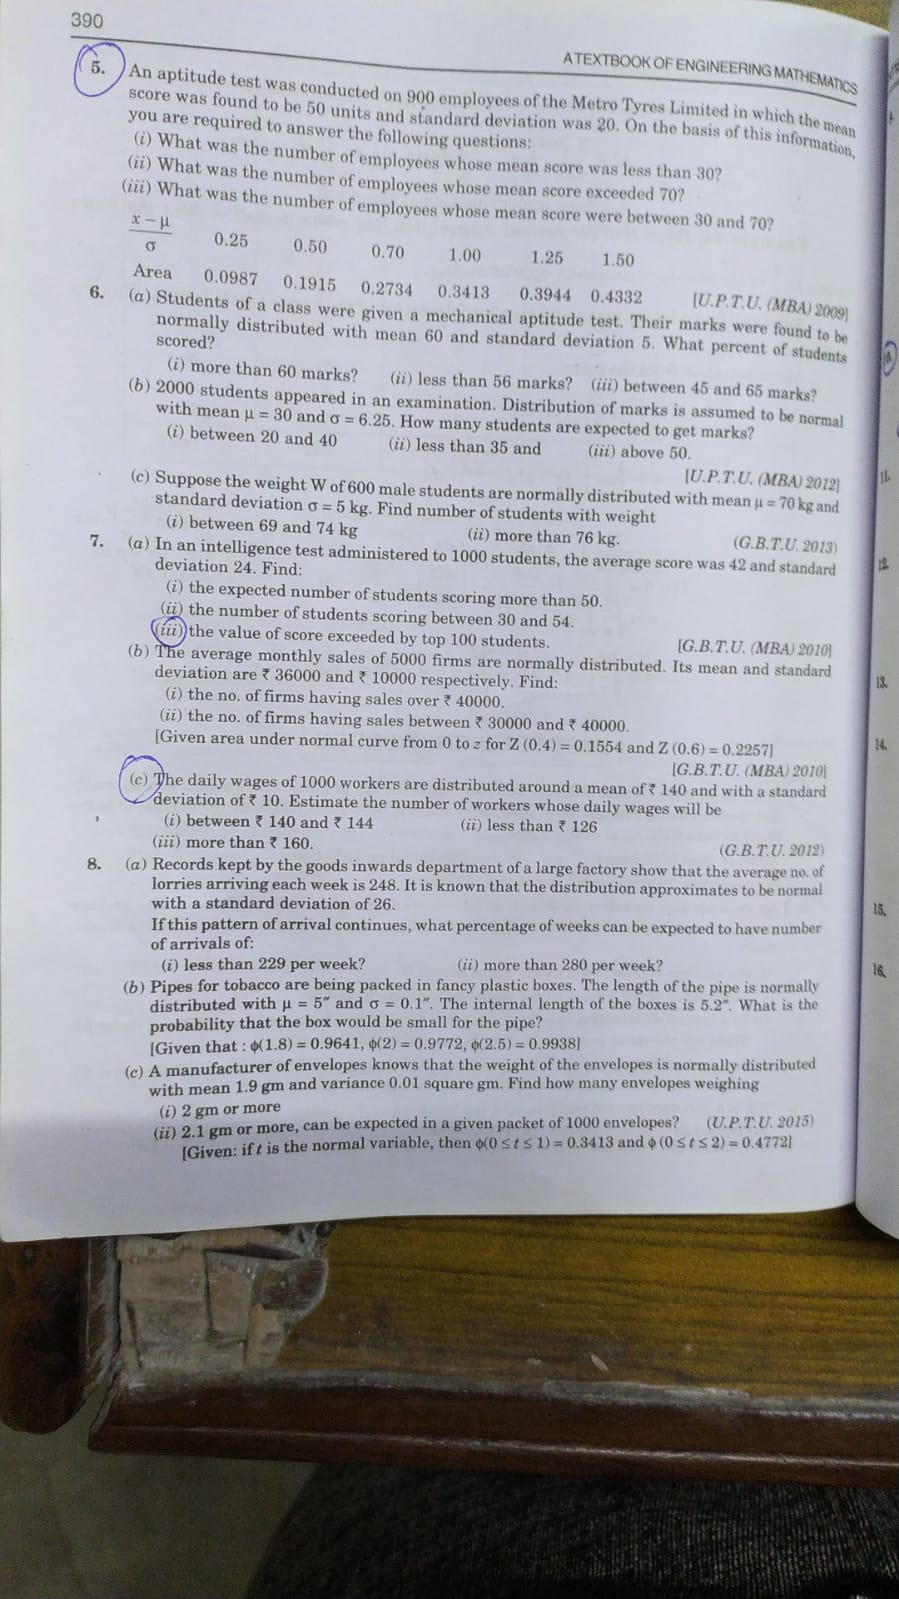 390
A TEXTBOOK OF ENGINEERING MATHEMATICS
5. An aptitude test was conducted on 900 employees of the Metro Tyres Limited in which the mean
score was found to be 50 units and standard deviation was 20. On the basis of this information,
you are required to answer the following questions:
(i) What was the number of employees whose mean score was less than 30?
(ii) What was the number of employees whose mean score exceeded 70?
(iii) What was the number of employees whose mean score were between 30 and 70?
x – μ
σ 0.25 0.50 0.70 1.00 1.25 1.50
Area 0.0987 0.1915 0.2734 0.3413 0.3944 0.4332 [U.P.T.U. (MBA) 2009]
6. (a) Students of a class were given a mechanical aptitude test. Their marks were found to be
normally distributed with mean 60 and standard deviation 5. What percent of students
scored?
(i) more than 60 marks? (ii) less than 56 marks? (iii) between 45 and 65 marks?
(b) 2000 students appeared in an examination. Distribution of marks is assumed to be normal
with mean μ = 30 and σ = 6.25. How many students are expected to get marks?
(i) between 20 and 40 (ii) less than 35 and (iii) above 50.
[U.P.T.U. (MBA) 2012]
(c) Suppose the weight W of 600 male students are normally distributed with mean μ = 70 kg and
standard deviation σ = 5 kg. Find number of students with weight
(i) between 69 and 74 kg (ii) more than 76 kg. (G.B.T.U. 2013)
7. (a) In an intelligence test administered to 1000 students, the average score was 42 and standard
deviation 24. Find:
(i) the expected number of students scoring more than 50.
(ii) the number of students scoring between 30 and 54.
(iii) the value of score exceeded by top 100 students. [G.B.T.U. (MBA) 2010]
(b) The average monthly sales of 5000 firms are normally distributed. Its mean and standard
deviation are ₹ 36000 and ₹ 10000 respectively. Find:
(i) the no. of firms having sales over ₹ 40000.
(ii) the no. of firms having sales between ₹ 30000 and ₹ 40000.
[Given area under normal curve from 0 to z for Z (0.4) = 0.1554 and Z (0.6) = 0.2257]
[G.B.T.U. (MBA) 2010]
(c) The daily wages of 1000 workers are distributed around a mean of ₹ 140 and with a standard
deviation of ₹ 10. Estimate the number of workers whose daily wages will be
(i) between ₹ 140 and ₹ 144 (ii) less than ₹ 126
(iii) more than ₹ 160. (G.B.T.U. 2012)
8. (a) Records kept by the goods inwards department of a large factory show that the average no. of
lorries arriving each week is 248. It is known that the distribution approximates to be normal
with a standard deviation of 26.
If this pattern of arrival continues, what percentage of weeks can be expected to have number
of arrivals of:
(i) less than 229 per week? (ii) more than 280 per week?
(b) Pipes for tobacco are being packed in fancy plastic boxes. The length of the pipe is normally
distributed with μ = 5″ and σ = 0.1″. The internal length of the boxes is 5.2″. What is the
probability that the box would be small for the pipe?
[Given that : ϕ(1.8) = 0.9641, ϕ(2) = 0.9772, ϕ(2.5) = 0.9938]
(c) A manufacturer of envelopes knows that the weight of the envelopes is normally distributed
with mean 1.9 gm and variance 0.01 square gm. Find how many envelopes weighing
(i) 2 gm or more
(ii) 2.1 gm or more, can be expected in a given packet of 1000 envelopes? (U.P.T.U. 2015)
[Given: if t is the normal variable, then ϕ(0 ≤ t ≤ 1) = 0.3413 and ϕ (0 ≤ t ≤ 2) = 0.4772]
11.
12.
13.
14.
15.
16.